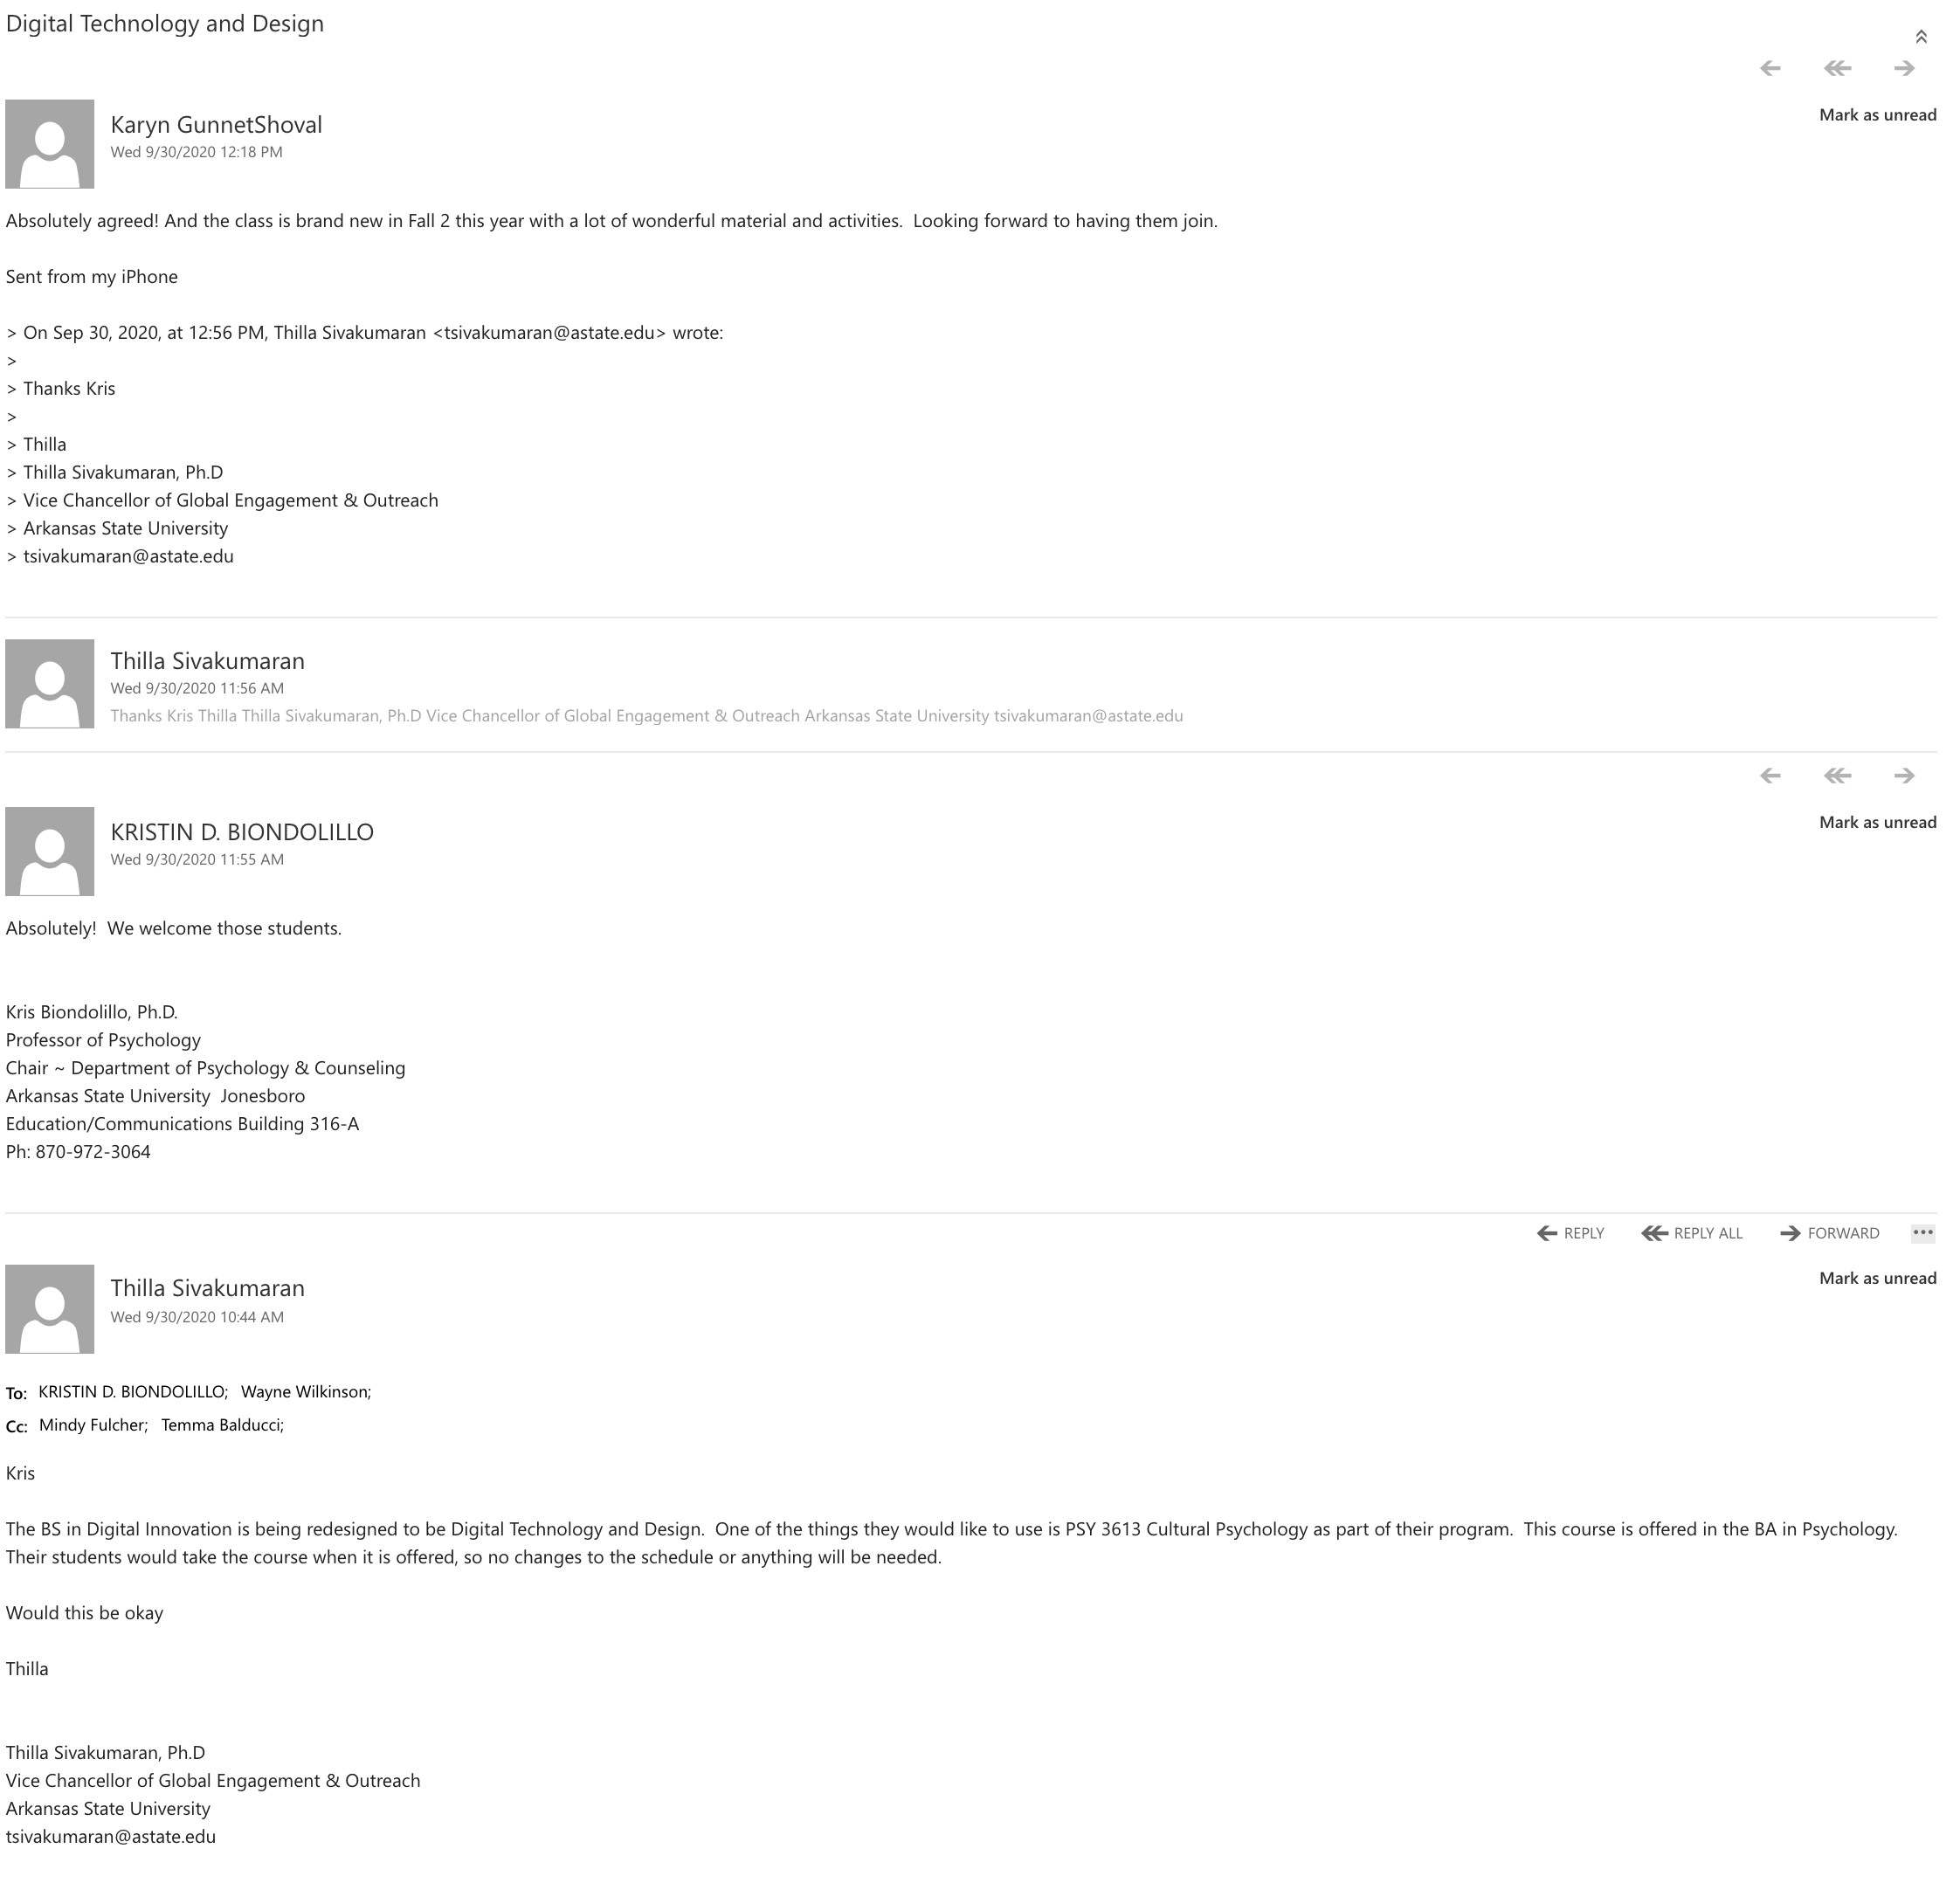 Digital Technology and Design
Karyn GunnetShoval
Mark as unread
Wed 9/30/2020 12:18 PM
Absolutely agreed! And the class is brand new in Fall 2 this year with a lot of wonderful material and activities.  Looking forward to having them join.
Sent from my iPhone
> On Sep 30, 2020, at 12:56 PM, Thilla Sivakumaran <tsivakumaran@astate.edu> wrote:
>
> Thanks Kris
>
> Thilla
> Thilla Sivakumaran, Ph.D
> Vice Chancellor of Global Engagement & Outreach
> Arkansas State University
> tsivakumaran@astate.edu
Thilla Sivakumaran
Wed 9/30/2020 11:56 AM
Thanks Kris Thilla Thilla Sivakumaran, Ph.D Vice Chancellor of Global Engagement & Outreach Arkansas State University tsivakumaran@astate.edu
KRISTIN D. BIONDOLILLO
Mark as unread
Wed 9/30/2020 11:55 AM
Absolutely!  We welcome those students.
Kris Biondolillo, Ph.D.
Professor of Psychology
Chair ~ Department of Psychology & Counseling
Arkansas State University  Jonesboro
Education/Communications Building 316-A
Ph: 870-972-3064
REPLY REPLY ALL FORWARD
Thilla Sivakumaran
Mark as unread
Wed 9/30/2020 10:44 AM
To: KRISTIN D. BIONDOLILLO; Wayne Wilkinson;
Cc: Mindy Fulcher; Temma Balducci;
Kris
The BS in Digital Innovation is being redesigned to be Digital Technology and Design.  One of the things they would like to use is PSY 3613 Cultural Psychology as part of their program.  This course is offered in the BA in Psychology.
Their students would take the course when it is offered, so no changes to the schedule or anything will be needed.
Would this be okay
Thilla
Thilla Sivakumaran, Ph.D
Vice Chancellor of Global Engagement & Outreach
Arkansas State University
tsivakumaran@astate.edu